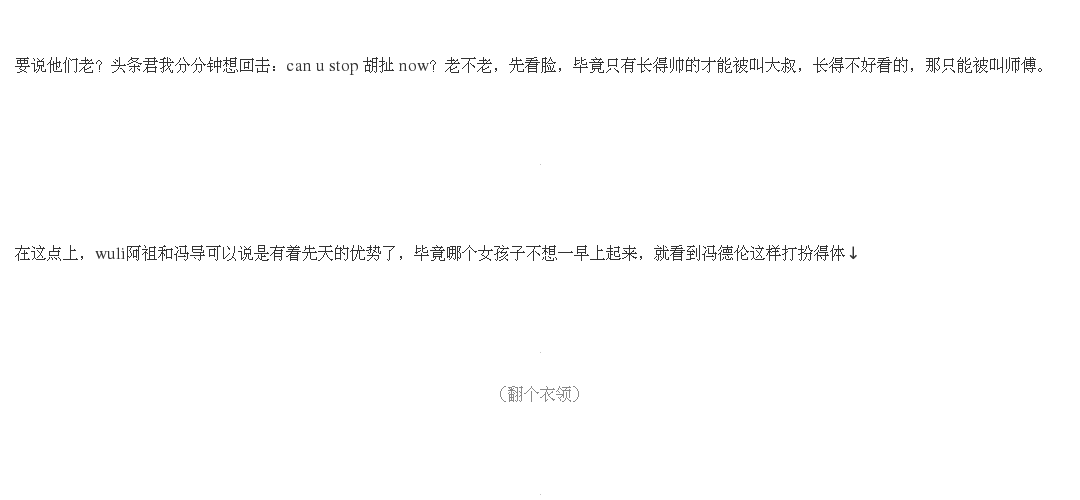 要说他们老？头条君我分分钟想回击：can u stop 胡扯 now？老不老，先看脸，毕竟只有长得帅的才能被叫大叔，长得不好看的，那只能被叫师傅。
在这点上，wuli阿祖和冯导可以说是有着先天的优势了，毕竟哪个女孩子不想一早上起来，就看到冯德伦这样打扮得体↓
（翻个衣领）